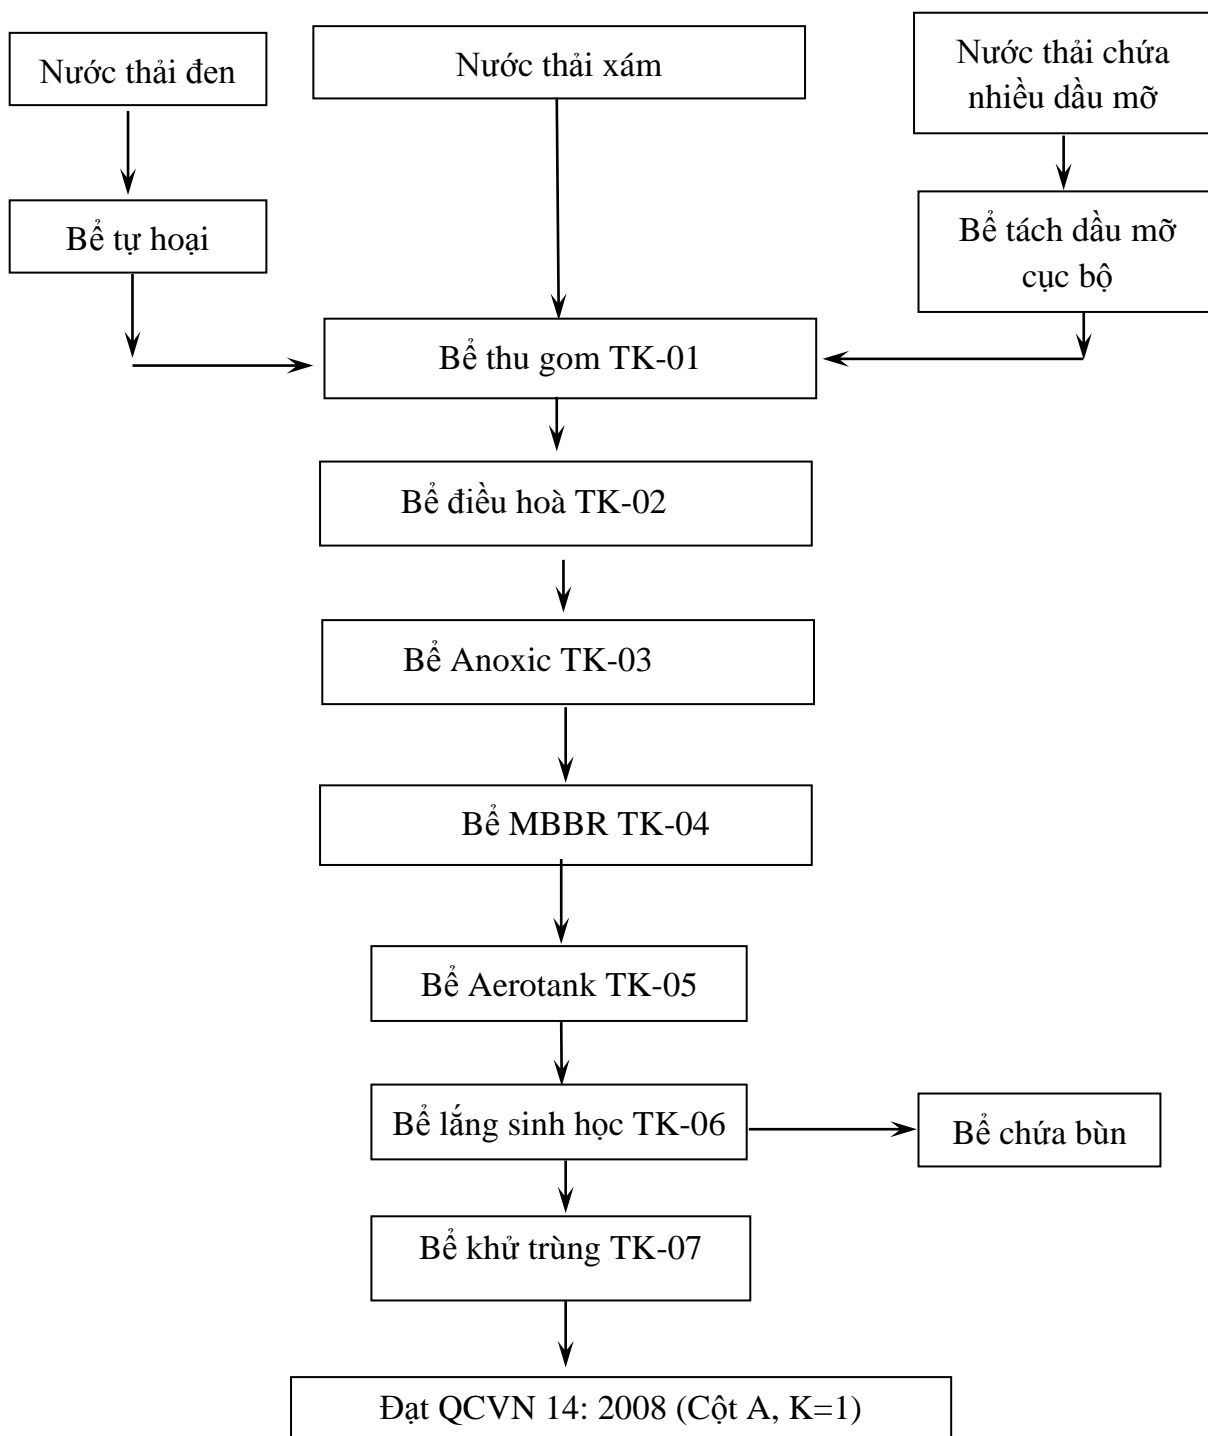 Nước thải đen
Nước thải xám
Nước thải chứa
nhiều dầu mỡ
Bể tự hoại
Bể tách dầu mỡ
cục bộ
Bể thu gom TK-01
Bể điều hoà TK-02
Bể Anoxic TK-03
Bể MBBR TK-04
Bể Aerotank TK-05
Bể lắng sinh học TK-06
Bể chứa bùn
Bể khử trùng TK-07
Đạt QCVN 14: 2008 (Cột A, K=1)